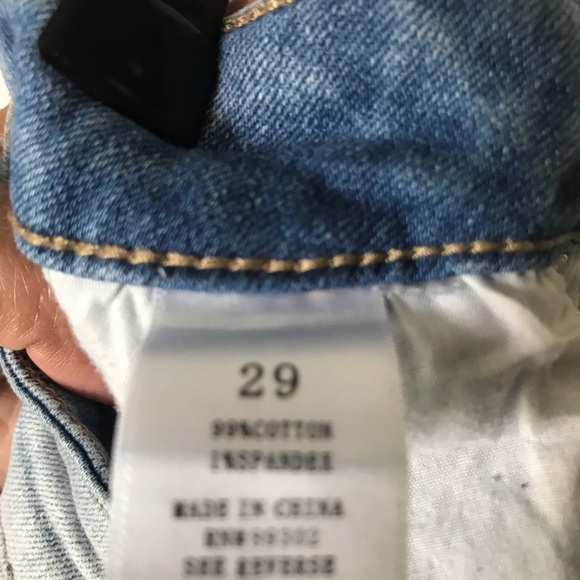 29
99%COTTON
1%SPANDEX
MADE IN CHINA
SEE REVERSE